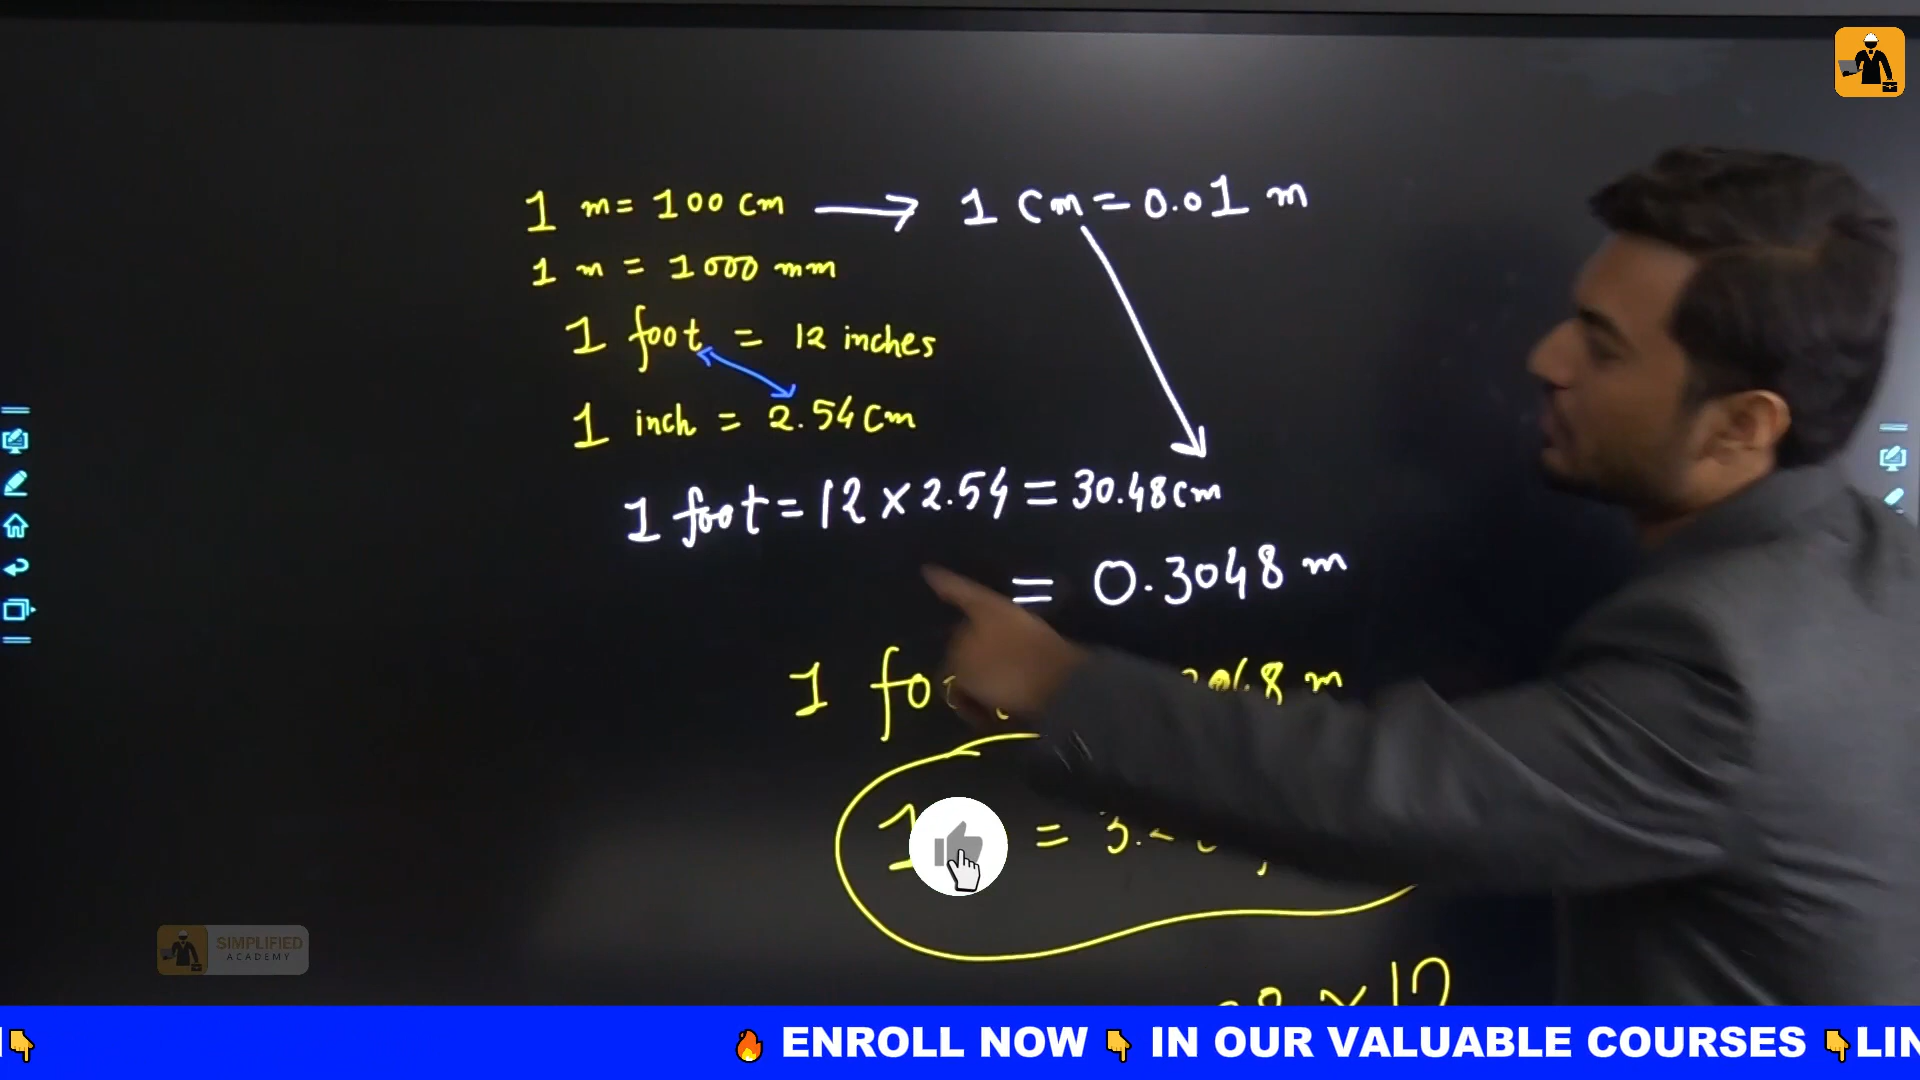 1 m = 100 cm → 1 cm = 0.01 m
1 m = 1000 mm
1 foot = 12 inches
1 inch = 2.54 cm
1 foot = 12 × 2.54 = 30.48 cm
= 0.3048 m
1 m
1 =
× 12
SIMPLIFIED
ACADEMY
ENROLL NOW 👇 IN OUR VALUABLE COURSES 👇